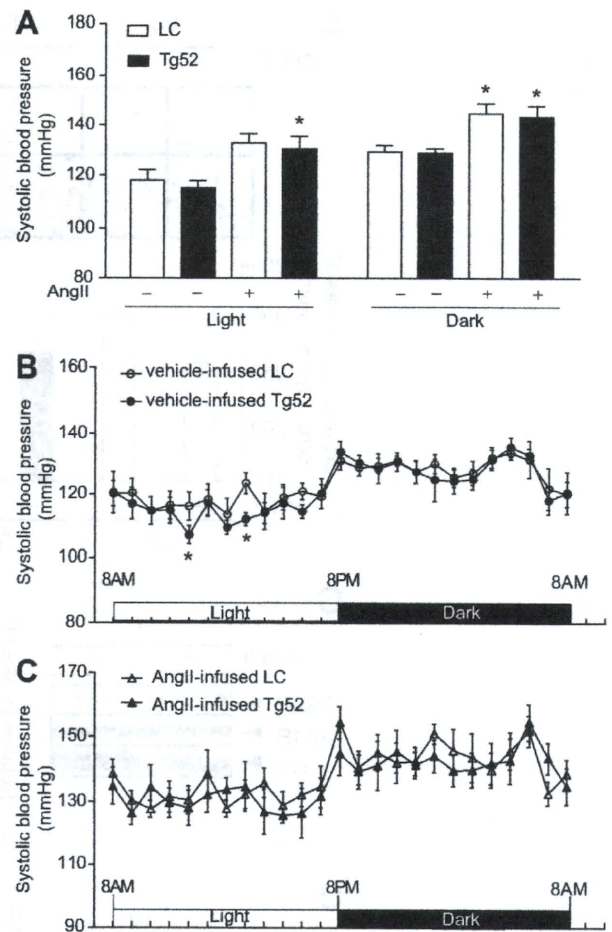 A
Systolic blood pressure
(mmHg)
180
160
140
120
100
80
LC
Tg52
*
*
*
AngII
− − + + − − + +
Light Dark
B
Systolic blood pressure
(mmHg)
160
140
120
100
80
vehicle-infused LC
vehicle-infused Tg52
*
*
8AM 8PM 8AM
Light Dark
C
Systolic blood pressure
(mmHg)
170
150
130
110
90
AngII-infused LC
AngII-infused Tg52
8AM 8PM 8AM
Light Dark